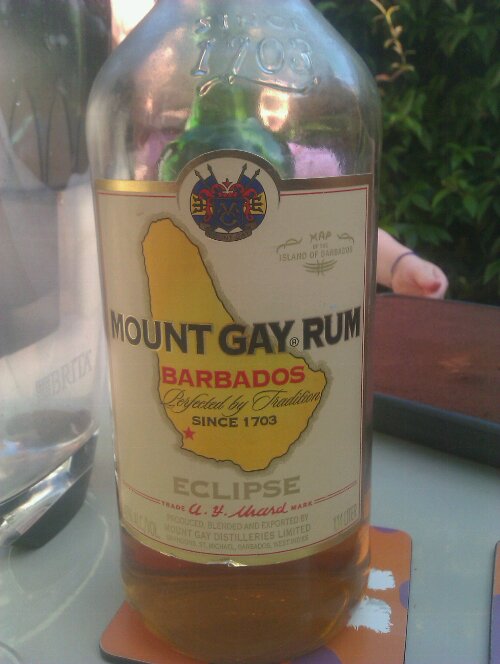 SINCE
1703
MAP
OF THE
ISLAND OF BARBADOS
MOUNT GAY® RUM
BARBADOS
Perfected by Tradition
SINCE 1703
ECLIPSE
TRADE MARK
PRODUCED, BLENDED AND EXPORTED BY
MOUNT GAY DISTILLERIES LIMITED
ST. MICHAEL, BARBADOS, WEST INDIES